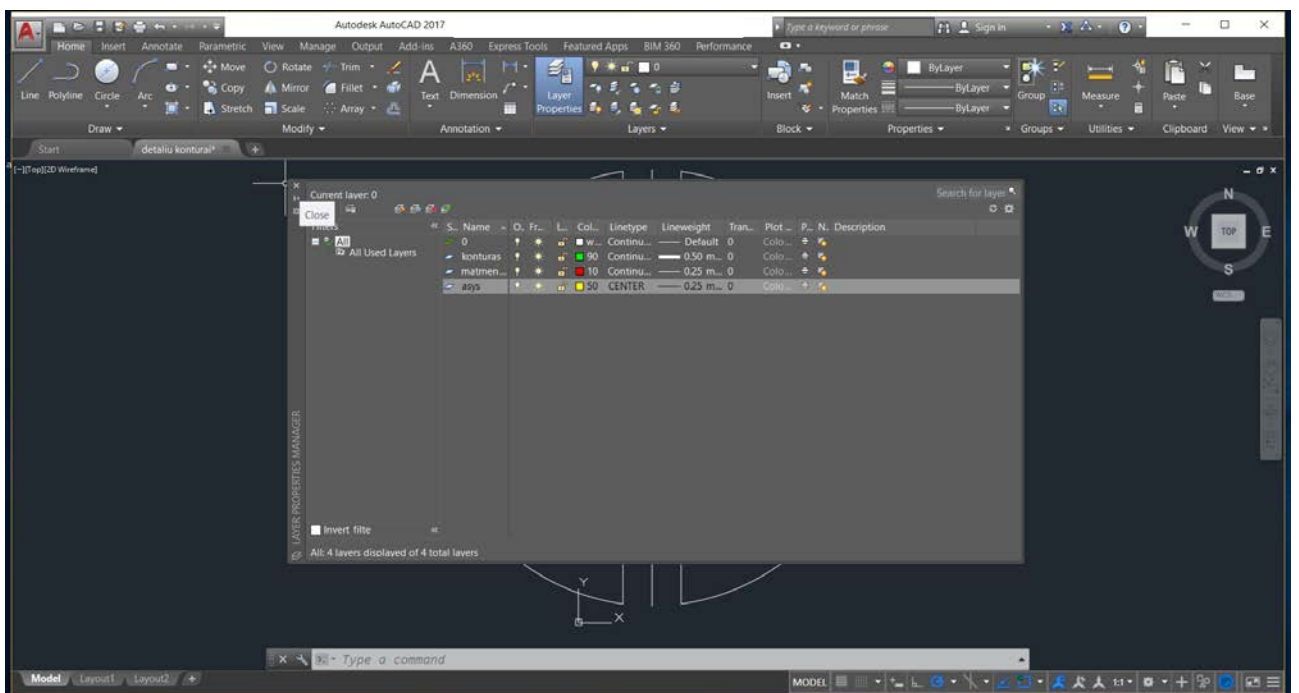 Autodesk AutoCAD 2017
Type a keyword or phrase
Sign In
Home Insert Annotate Parametric View Manage Output Add-ins A360 Express Tools Featured Apps BIM 360 Performance
Move Rotate Trim
Line Polyline Circle Arc Copy Mirror Fillet Text Dimension Layer Properties 0 Insert Match Properties ByLayer Group Measure Paste Base
Stretch Scale Array ByLayer
ByLayer
Draw Modify Annotation Layers Block Properties Groups Utilities Clipboard View
Start detaliu konturai*
[-][Top][2D Wireframe]
Current layer: 0
Search for layer
Close
Filters
S.. Name O.. Fr... L... Col... Linetype Lineweight Tran... Plot ... P... N.. Description
All
All Used Layers
0 w... Continu... Default 0 Colo...
konturas 90 Continu... 0.50 m... 0 Colo...
matmen... 10 Continu... 0.25 m... 0 Colo...
asys 50 CENTER 0.25 m... 0 Colo...
N
W TOP E
S
WCS
LAYER PROPERTIES MANAGER
Invert filte
All: 4 layers displayed of 4 total layers
Y
X
Type a command
Model Layout1 Layout2 +
MODEL 1:1